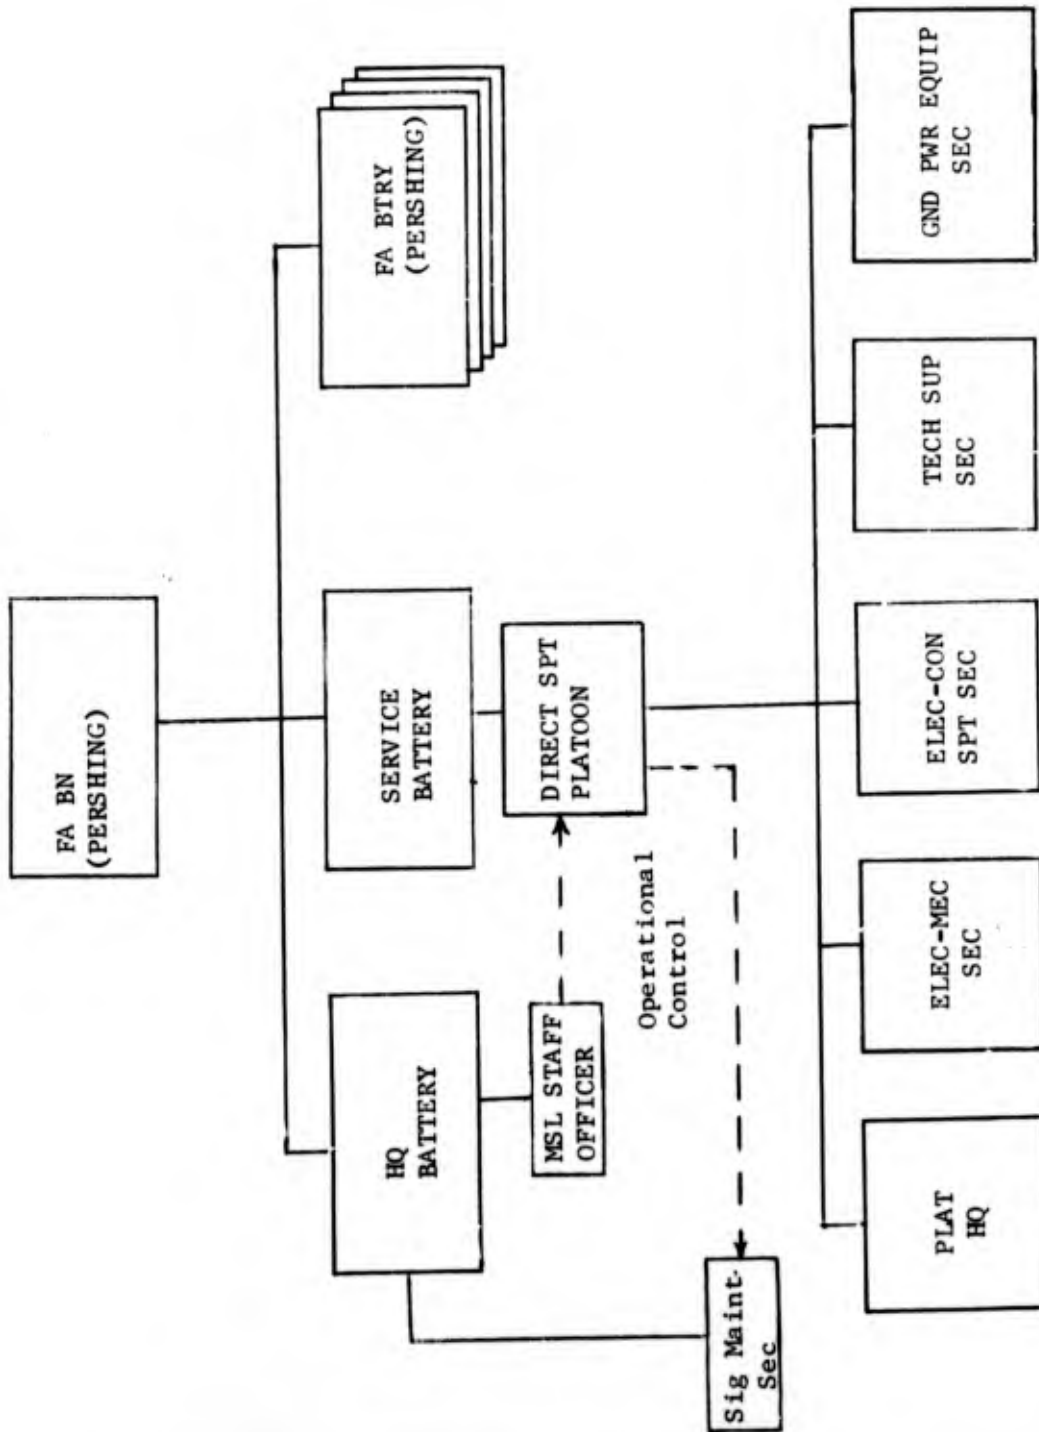 FA BN
(PERSHING)
HQ
BATTERY
SERVICE
BATTERY
FA BTRY
(PERSHING)
MSL STAFF
OFFICER
DIRECT SPT
PLATOON
Operational
Control
Sig Maint-
Sec
PLAT
HQ
ELEC-MEC
SEC
ELEC-CON
SPT SEC
TECH SUP
SEC
GND PWR EQUIP
SEC